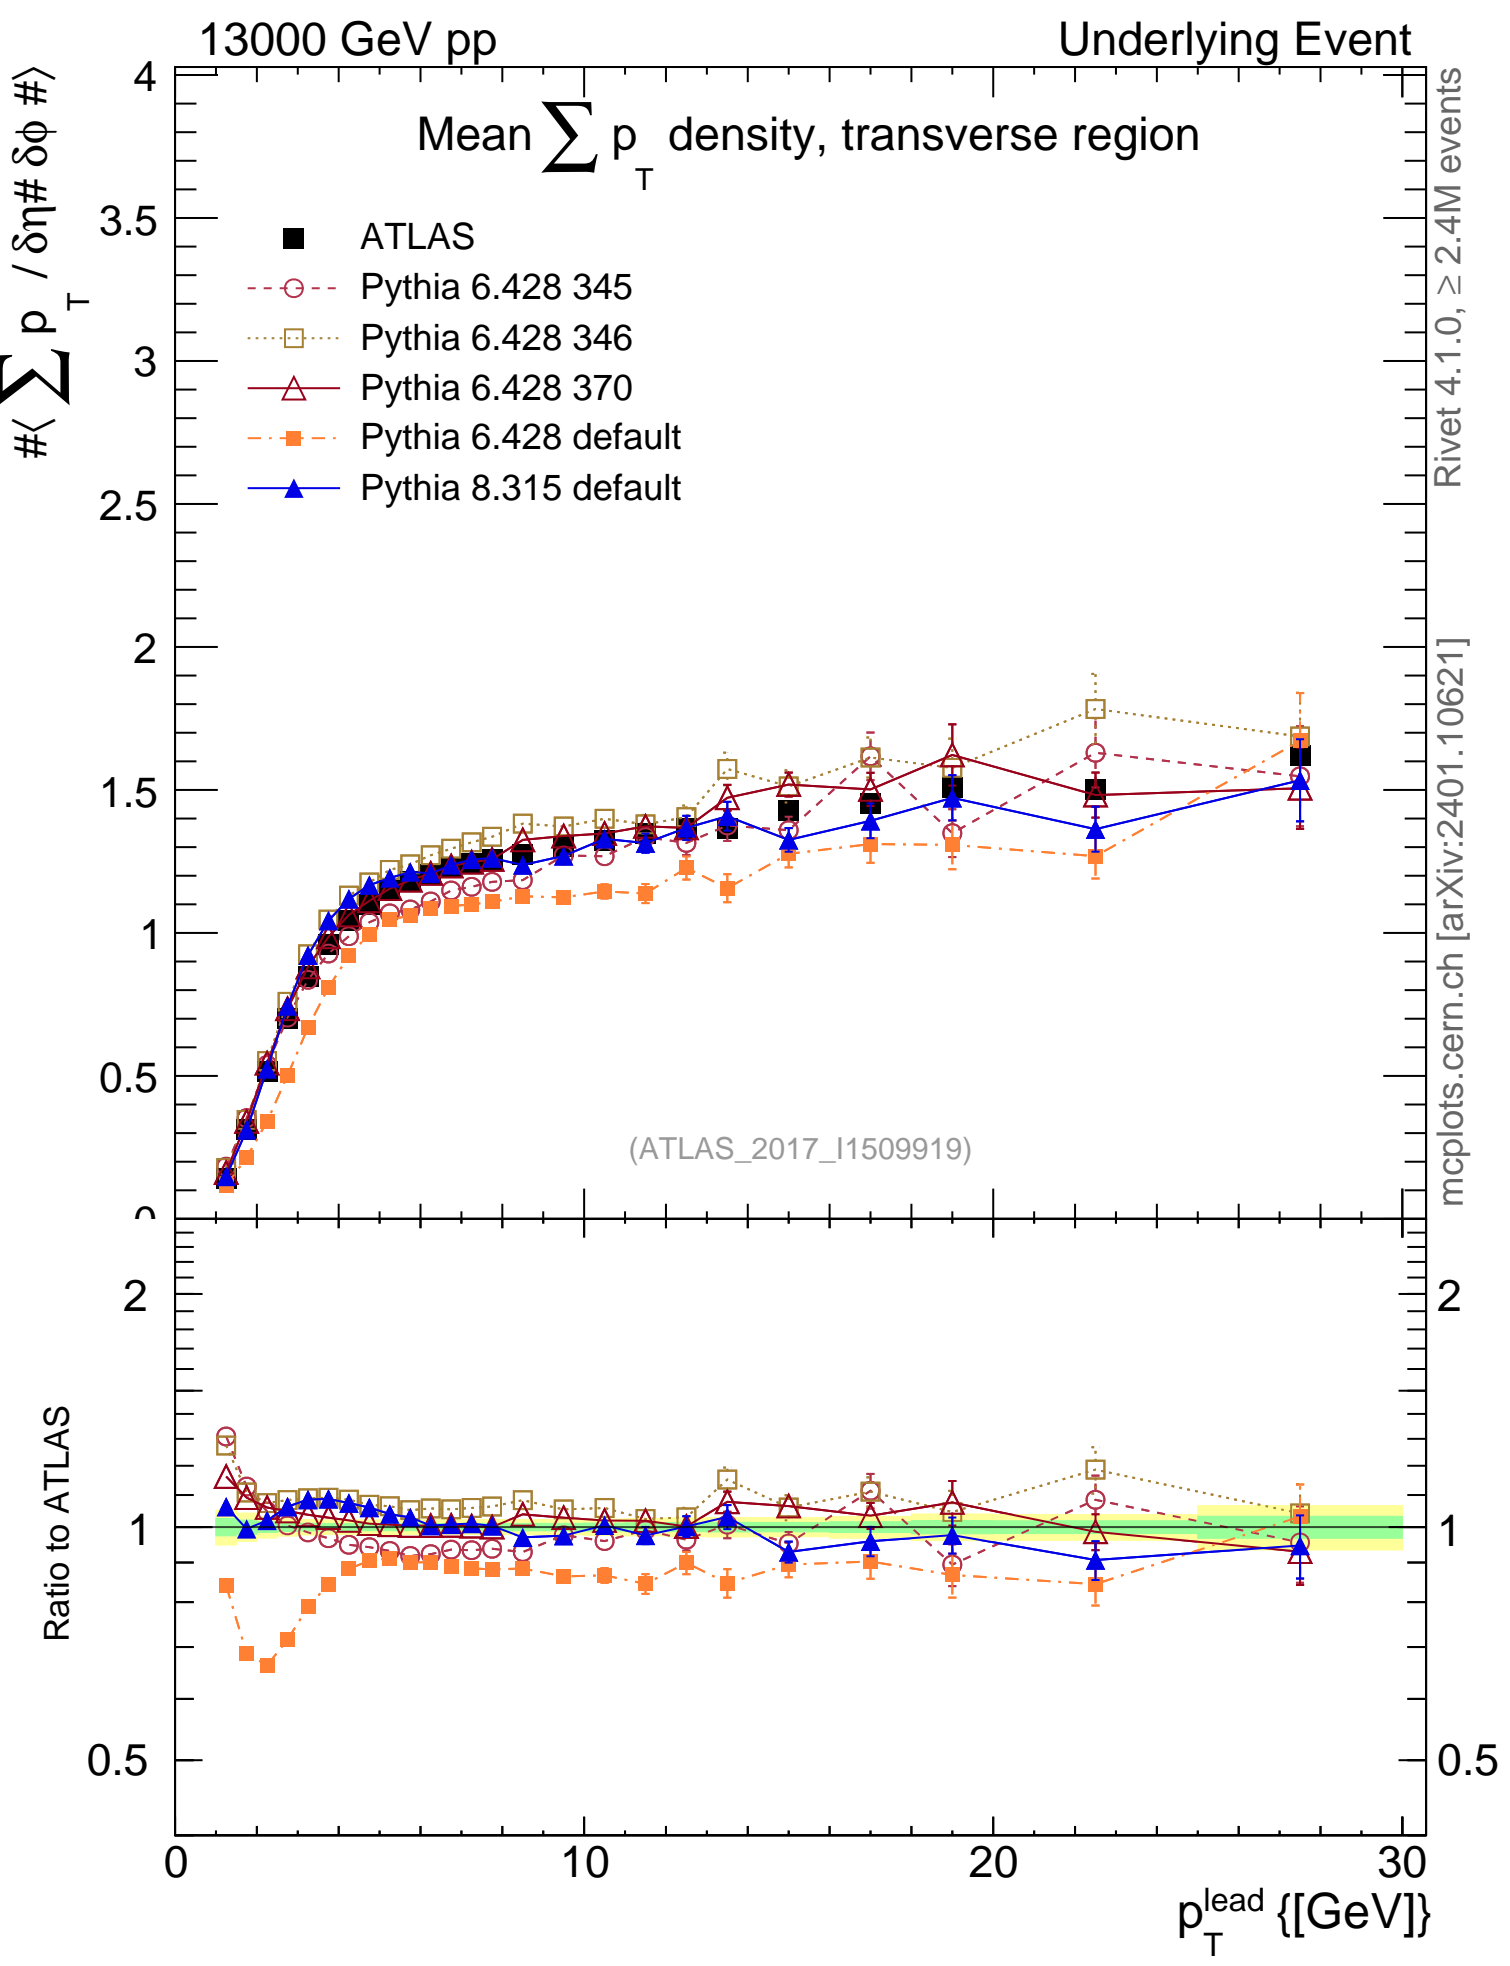 13000 GeV pp
Underlying Event
Mean ∑ p_T density, transverse region
#⟨ ∑ p_T / δη# δϕ #⟩
ATLAS
Pythia 6.428 345
Pythia 6.428 346
Pythia 6.428 370
Pythia 6.428 default
Pythia 8.315 default
4
3.5
3
2.5
2
1.5
1
0.5
0
(ATLAS_2017_I1509919)
Rivet 4.1.0, ≥ 2.4M events
mcplots.cern.ch [arXiv:2401.10621]
Ratio to ATLAS
2
1
0.5
2
1
0.5
0
10
20
30
p_T^lead {[GeV]}